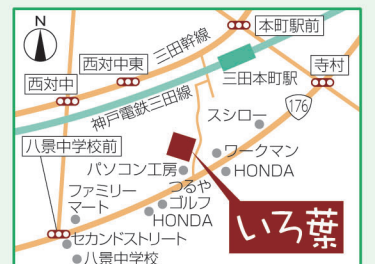 N
本町駅前
三田幹線
西対中東
西対中
三田本町駅
寺村
神戸電鉄三田線
176
スシロー
八景中学校前
ワークマン
パソコン工房
HONDA
ファミリー
マート
つるや
ゴルフ
HONDA
いろ葉
セカンドストリート
八景中学校